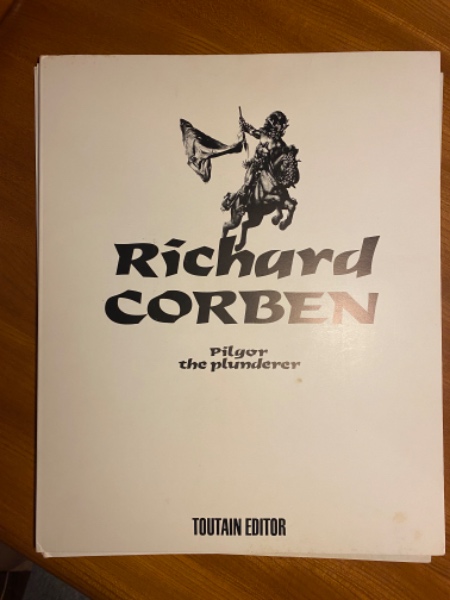 Richard
CORBEN
Pilgor
the plunderer
TOUTAIN EDITOR